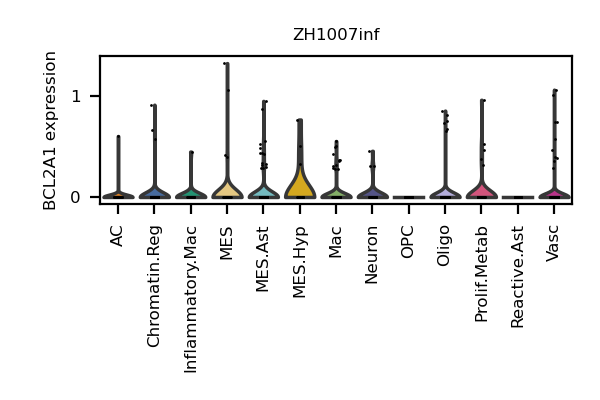 ZH1007inf
BCL2A1 expression
1
0
AC
Chromatin.Reg
Inflammatory.Mac
MES
MES.Ast
MES.Hyp
Mac
Neuron
OPC
Oligo
Prolif.Metab
Reactive.Ast
Vasc